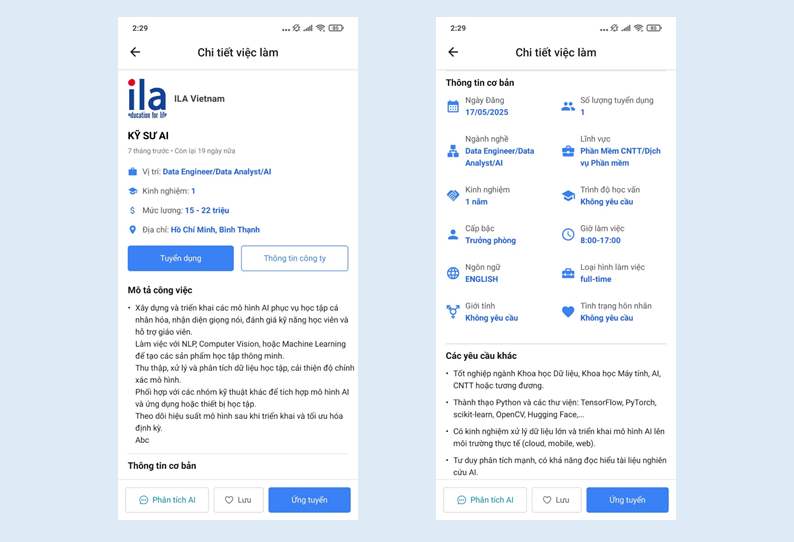 2:29
Chi tiết việc làm
ila
education for life
ILA Vietnam
KỸ SƯ AI
7 tháng trước • Còn lại 19 ngày nữa
Vị trí: Data Engineer/Data Analyst/AI
Kinh nghiệm: 1
Mức lương: 15 - 22 triệu
Địa chỉ: Hồ Chí Minh, Bình Thạnh
Tuyển dụng
Thông tin công ty
Mô tả công việc
• Xây dựng và triển khai các mô hình AI phục vụ học tập cá
nhân hóa, nhận diện giọng nói, đánh giá kỹ năng học viên và
hỗ trợ giáo viên.
Làm việc với NLP, Computer Vision, hoặc Machine Learning
để tạo các sản phẩm học tập thông minh.
Thu thập, xử lý và phân tích dữ liệu học tập, cải thiện độ chính
xác mô hình.
Phối hợp với các nhóm kỹ thuật khác để tích hợp mô hình AI
và ứng dụng hoặc thiết bị học tập.
Theo dõi hiệu suất mô hình sau khi triển khai và tối ưu hóa
định kỳ.
Abc
Thông tin cơ bản
Phân tích AI
Lưu
Ứng tuyển
2:29
85
Chi tiết việc làm
Thông tin cơ bản
Ngày Đăng
17/05/2025
Số lượng tuyển dụng
1
Ngành nghề
Data Engineer/Data
Analyst/AI
Lĩnh vực
Phần Mềm CNTT/Dịch
vụ Phần mềm
Kinh nghiệm
1 năm
Trình độ học vấn
Không yêu cầu
Cấp bậc
Trưởng phòng
Giờ làm việc
8:00-17:00
Ngôn ngữ
ENGLISH
Loại hình làm việc
full-time
Giới tính
Không yêu cầu
Tình trạng hôn nhân
Không yêu cầu
Các yêu cầu khác
• Tốt nghiệp ngành Khoa học Dữ liệu, Khoa học Máy tính, AI,
CNTT hoặc tương đương.
• Thành thạo Python và các thư viện: TensorFlow, PyTorch,
scikit-learn, OpenCV, Hugging Face,...
• Có kinh nghiệm xử lý dữ liệu lớn và triển khai mô hình AI lên
môi trường thực tế (cloud, mobile, web).
• Tư duy phân tích mạnh, có khả năng đọc hiểu tài liệu nghiên
cứu AI.
Phân tích AI
Lưu
Ứng tuyển